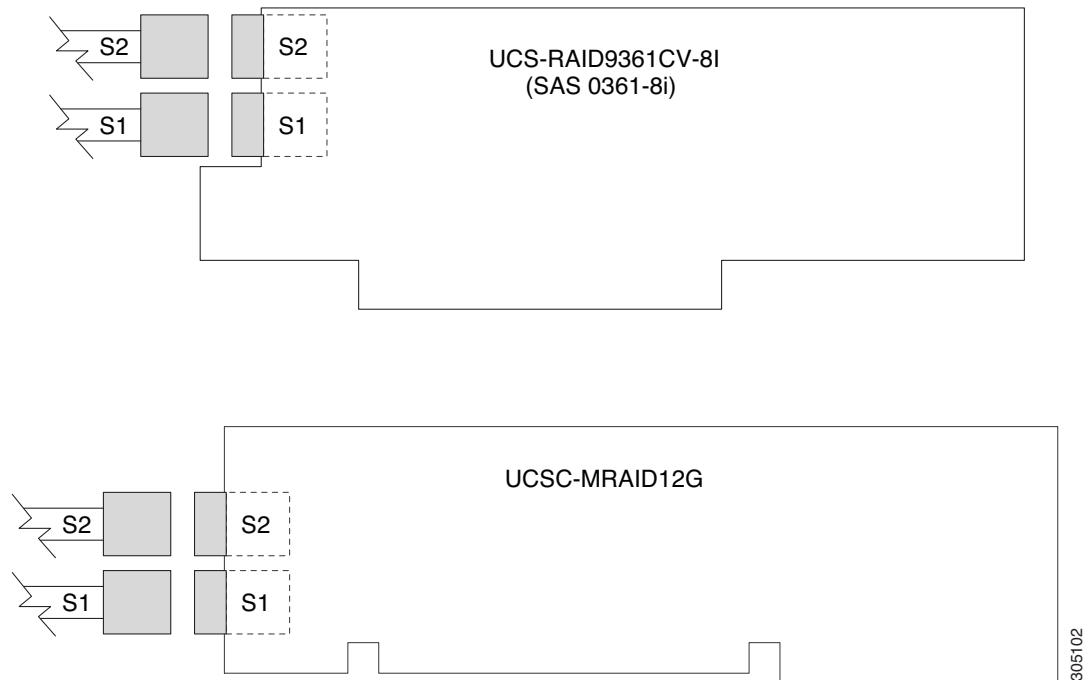 S2
S2
UCS-RAID9361CV-8I
(SAS 0361-8i)
S1
S1
UCSC-MRAID12G
S2
S2
S1
S1
305102